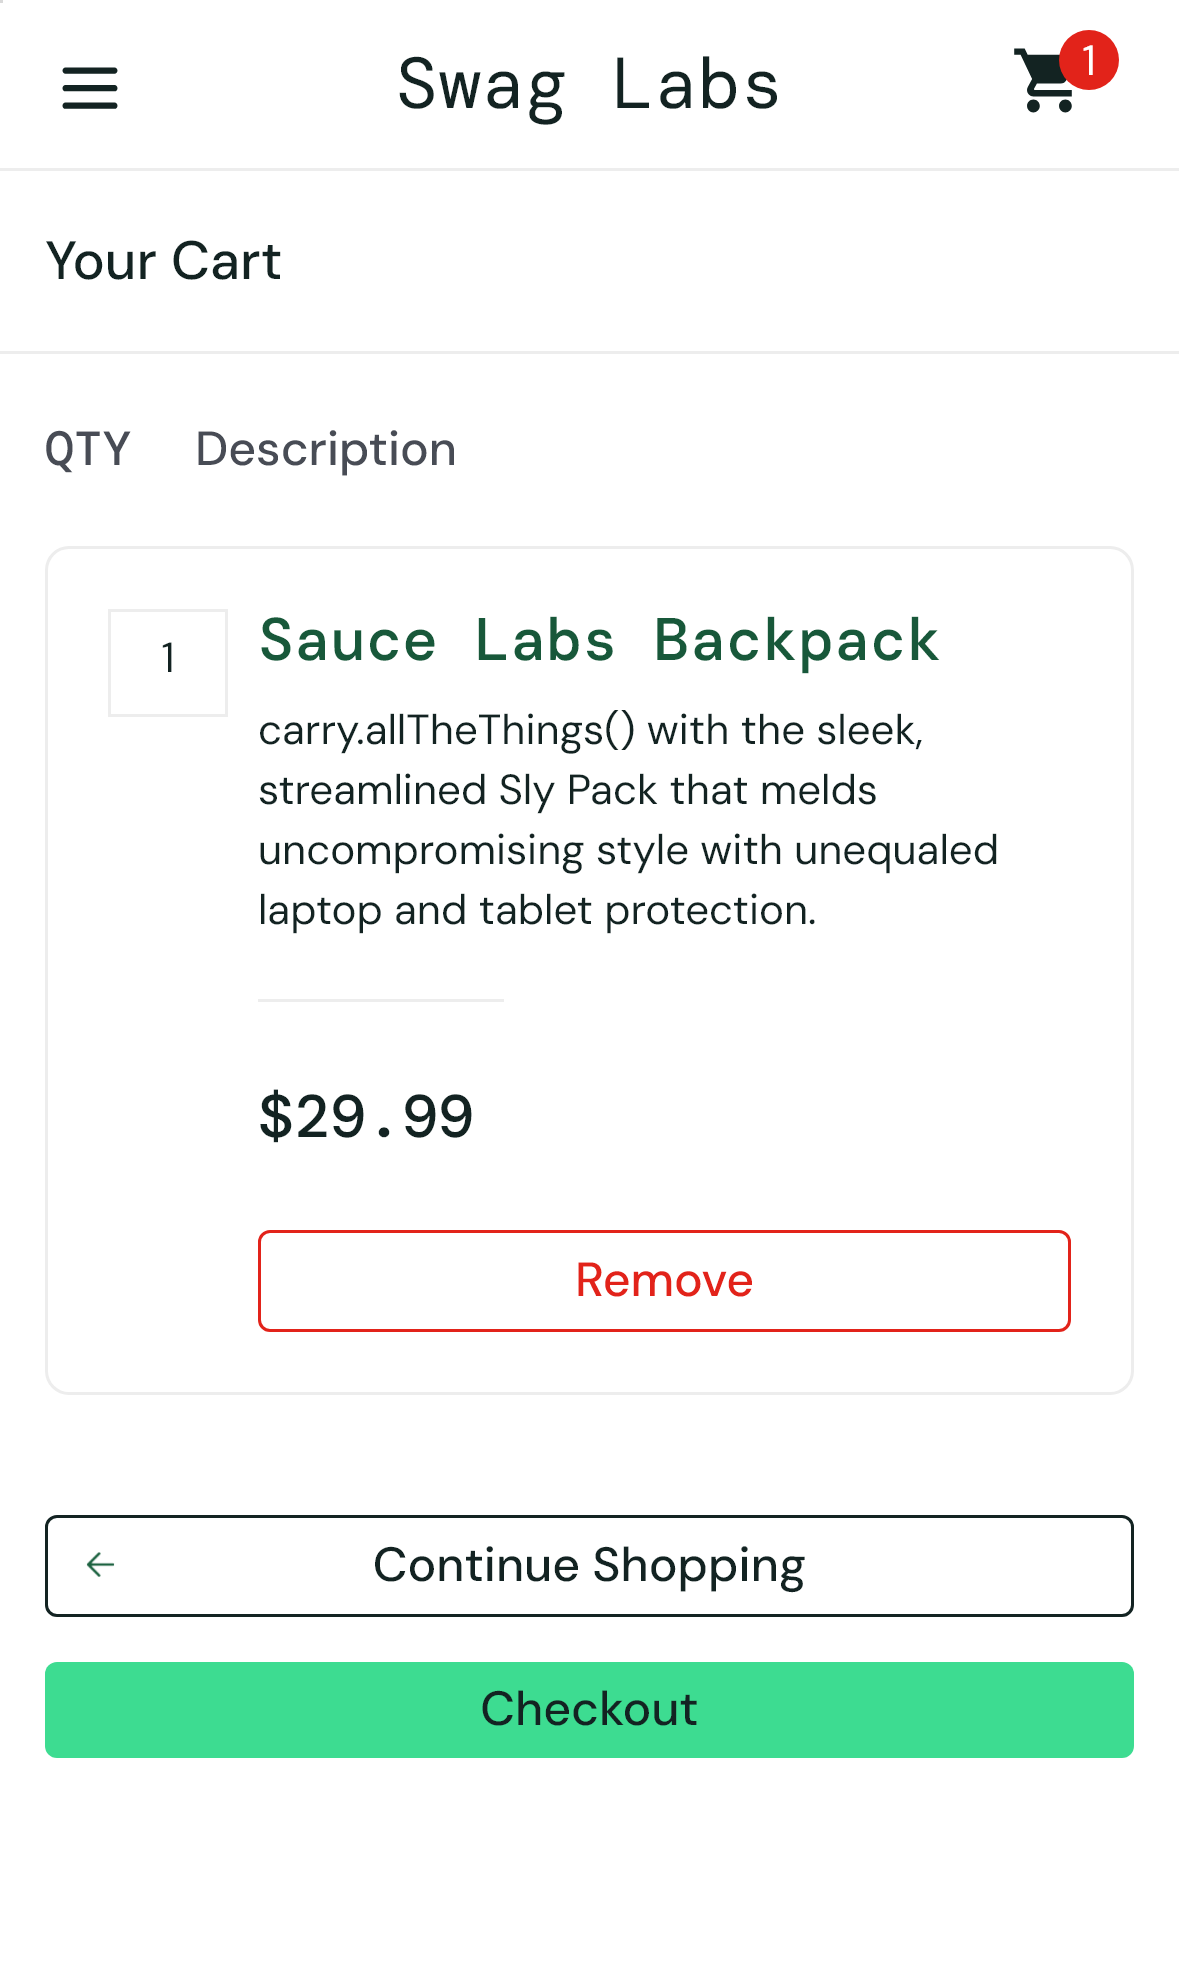 Swag Labs
1
Your Cart
QTY Description
1
Sauce Labs Backpack
carry.allTheThings() with the sleek,
streamlined Sly Pack that melds
uncompromising style with unequaled
laptop and tablet protection.
$29.99
Remove
Continue Shopping
Checkout